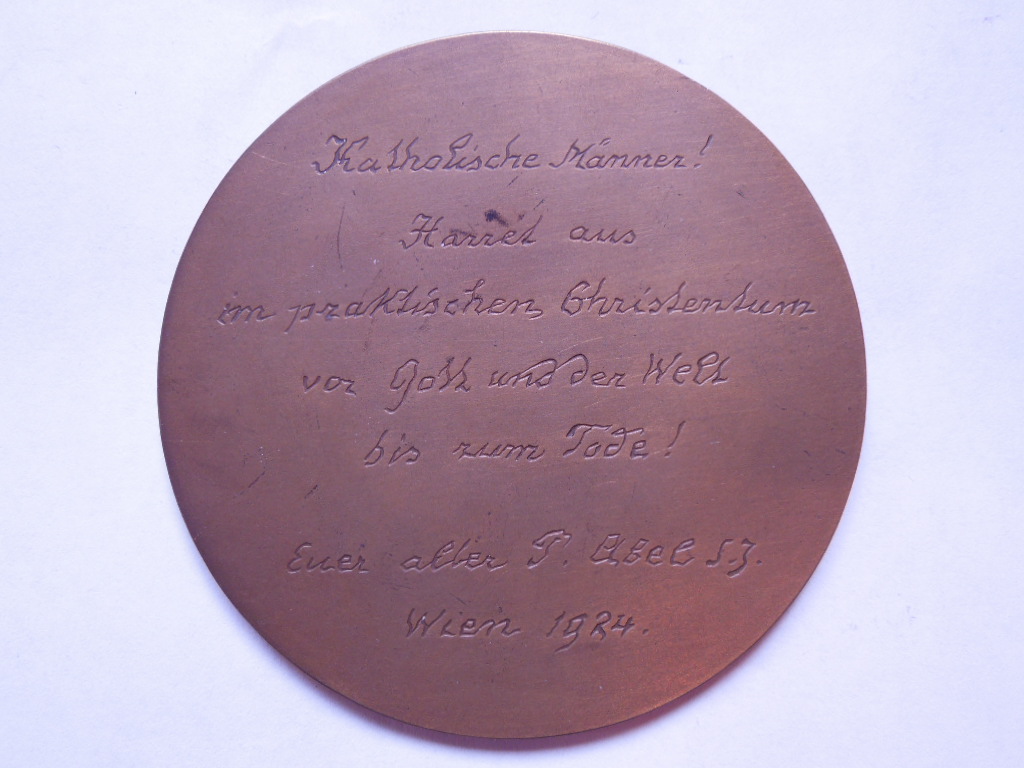 Katholische Männer!
Harret aus
im praktischen Christentum
vor Gott und der Welt
bis zum Tode!
Euer alter P. Abel S.J.
Wien 1924.